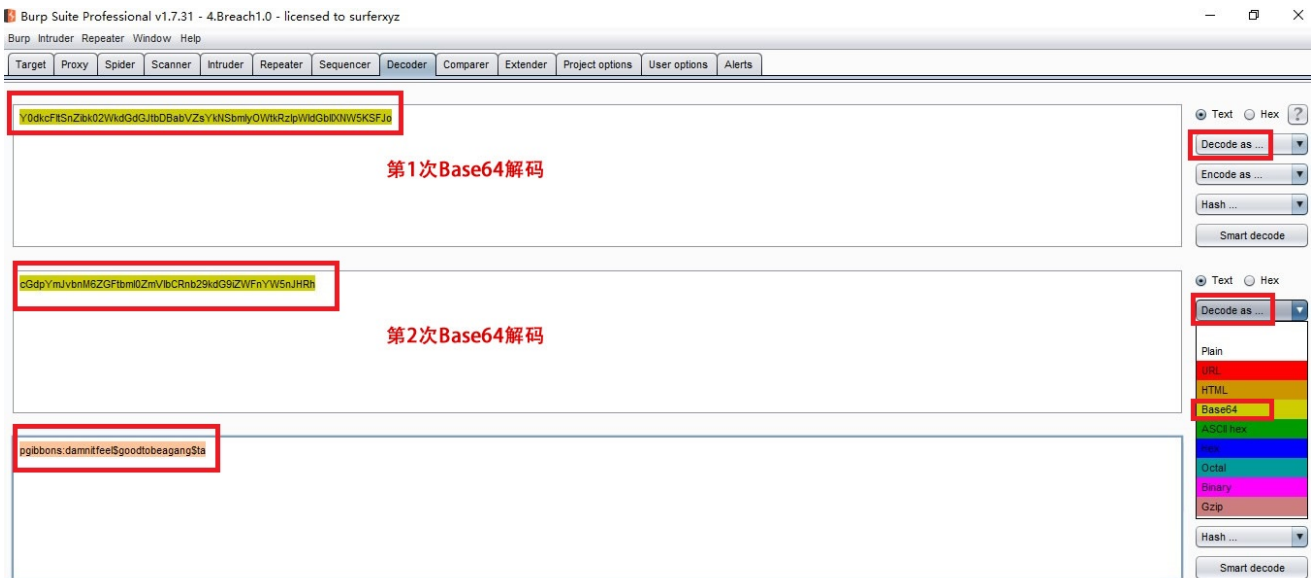 Burp Suite Professional v1.7.31 - 4.Breach1.0 - licensed to surferxyz
Burp Intruder Repeater Window Help
Target Proxy Spider Scanner Intruder Repeater Sequencer Decoder Comparer Extender Project options User options Alerts
Y0dkcFltSnZibk02WkdGdGJtbDBabVZsYkNSbmIyOWtkRzlpWldGbllXNW5KSFJo
Text Hex ?
Decode as ...
第1次Base64解码
Encode as ...
Hash ...
Smart decode
cGdpYmJvbnM6ZGFtbml0ZmVlbCRnb29kdG9iZWFnYW5nJHRh
Text Hex
Decode as ...
第2次Base64解码
Plain
URL
HTML
Base64
ASCII hex
Hex
Octal
Binary
Gzip
pgibbons:damnitfeel$goodtobeagang$ta
Hash ...
Smart decode